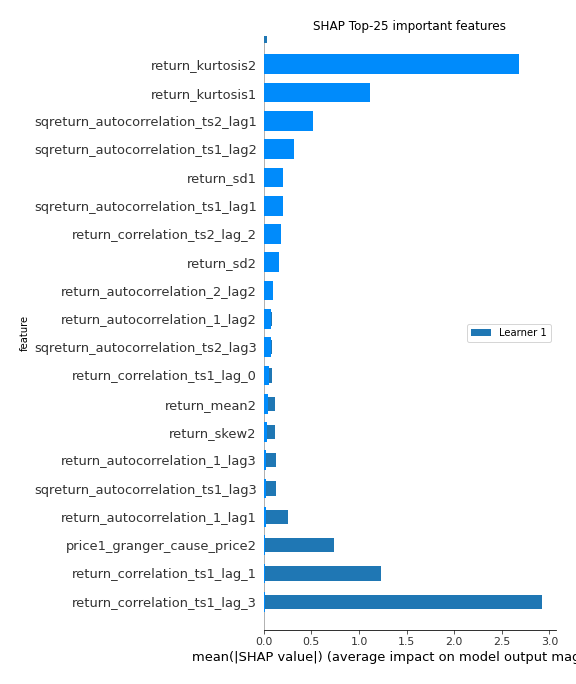 SHAP Top-25 important features
return_kurtosis2
return_kurtosis1
sqreturn_autocorrelation_ts2_lag1
sqreturn_autocorrelation_ts1_lag2
return_sd1
sqreturn_autocorrelation_ts1_lag1
return_correlation_ts2_lag_2
return_sd2
return_autocorrelation_2_lag2
return_autocorrelation_1_lag2
feature
Learner 1
sqreturn_autocorrelation_ts2_lag3
return_correlation_ts1_lag_0
return_mean2
return_skew2
return_autocorrelation_1_lag3
sqreturn_autocorrelation_ts1_lag3
return_autocorrelation_1_lag1
price1_granger_cause_price2
return_correlation_ts1_lag_1
return_correlation_ts1_lag_3
0.0 0.5 1.0 1.5 2.0 2.5 3.0
mean(|SHAP value|) (average impact on model output mag